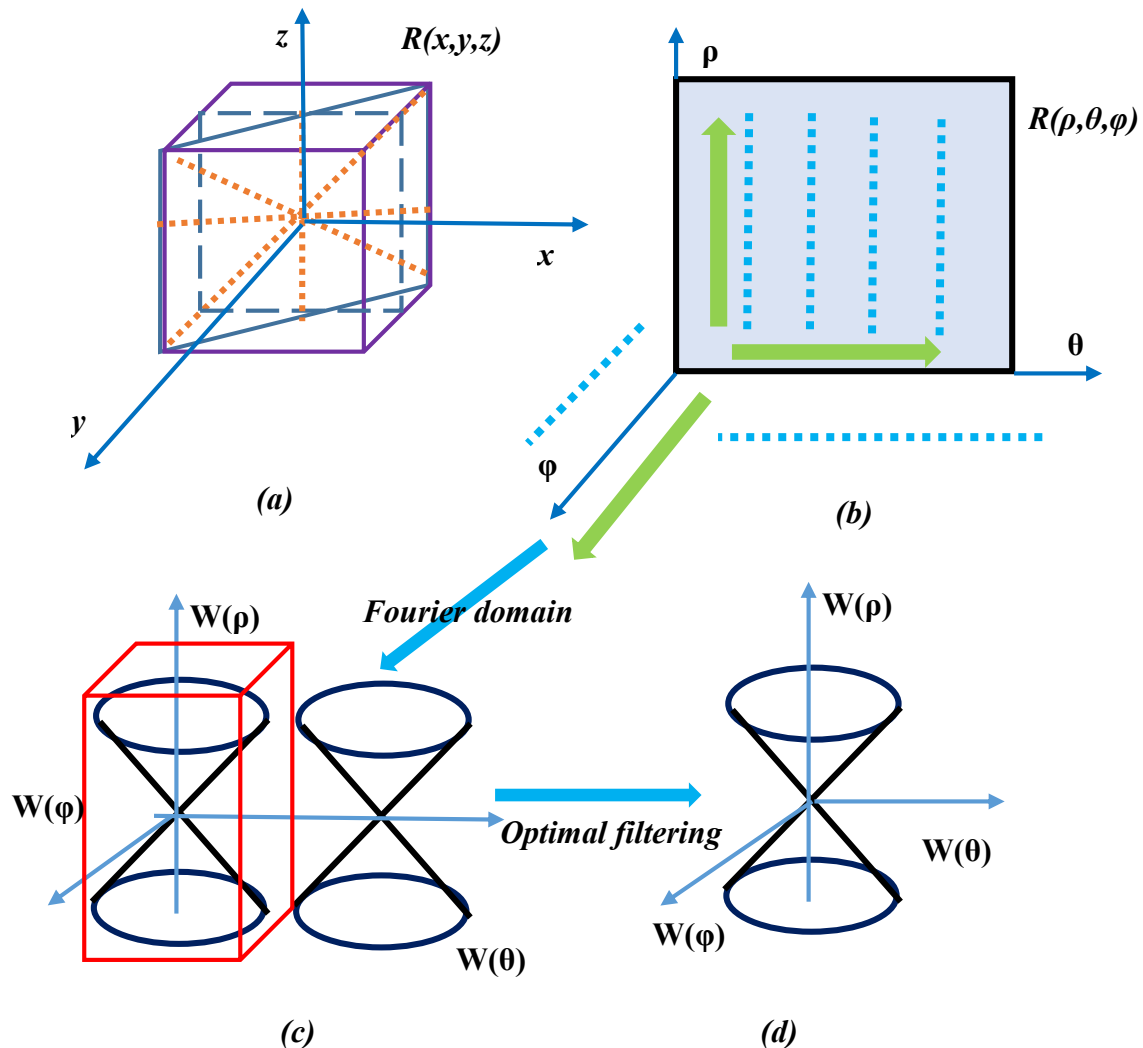 z
R(x,y,z)
x
y
(a)
ρ
R(ρ,θ,φ)
θ
φ
(b)
Fourier domain
W(ρ)
W(φ)
W(θ)
(c)
Optimal filtering
W(ρ)
W(θ)
W(φ)
(d)